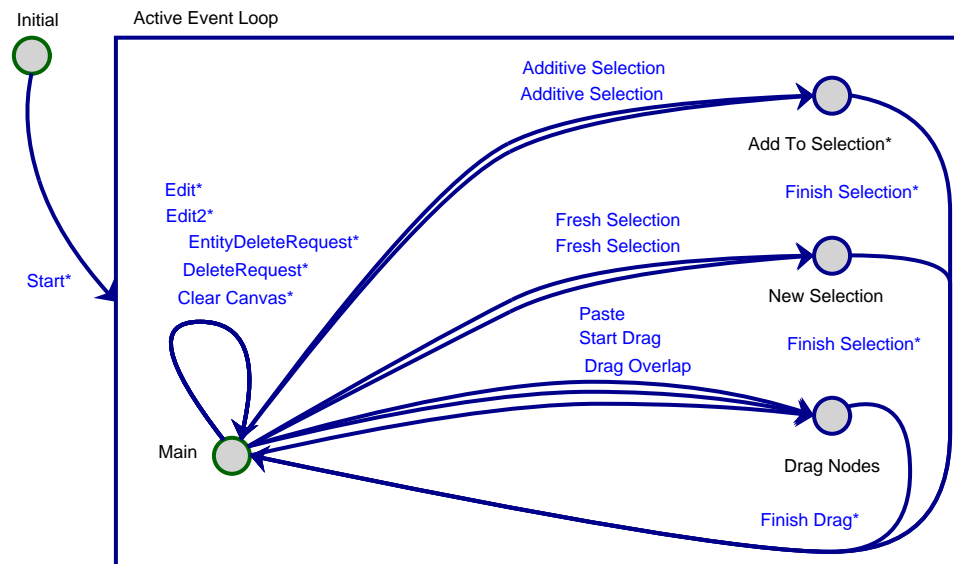 Initial
Active Event Loop
Additive Selection
Additive Selection
Add To Selection*
Edit*
Finish Selection*
Edit2*
Fresh Selection
EntityDeleteRequest*
Fresh Selection
DeleteRequest*
Start*
Clear Canvas*
New Selection
Paste
Start Drag
Finish Selection*
Drag Overlap
Main
Drag Nodes
Finish Drag*